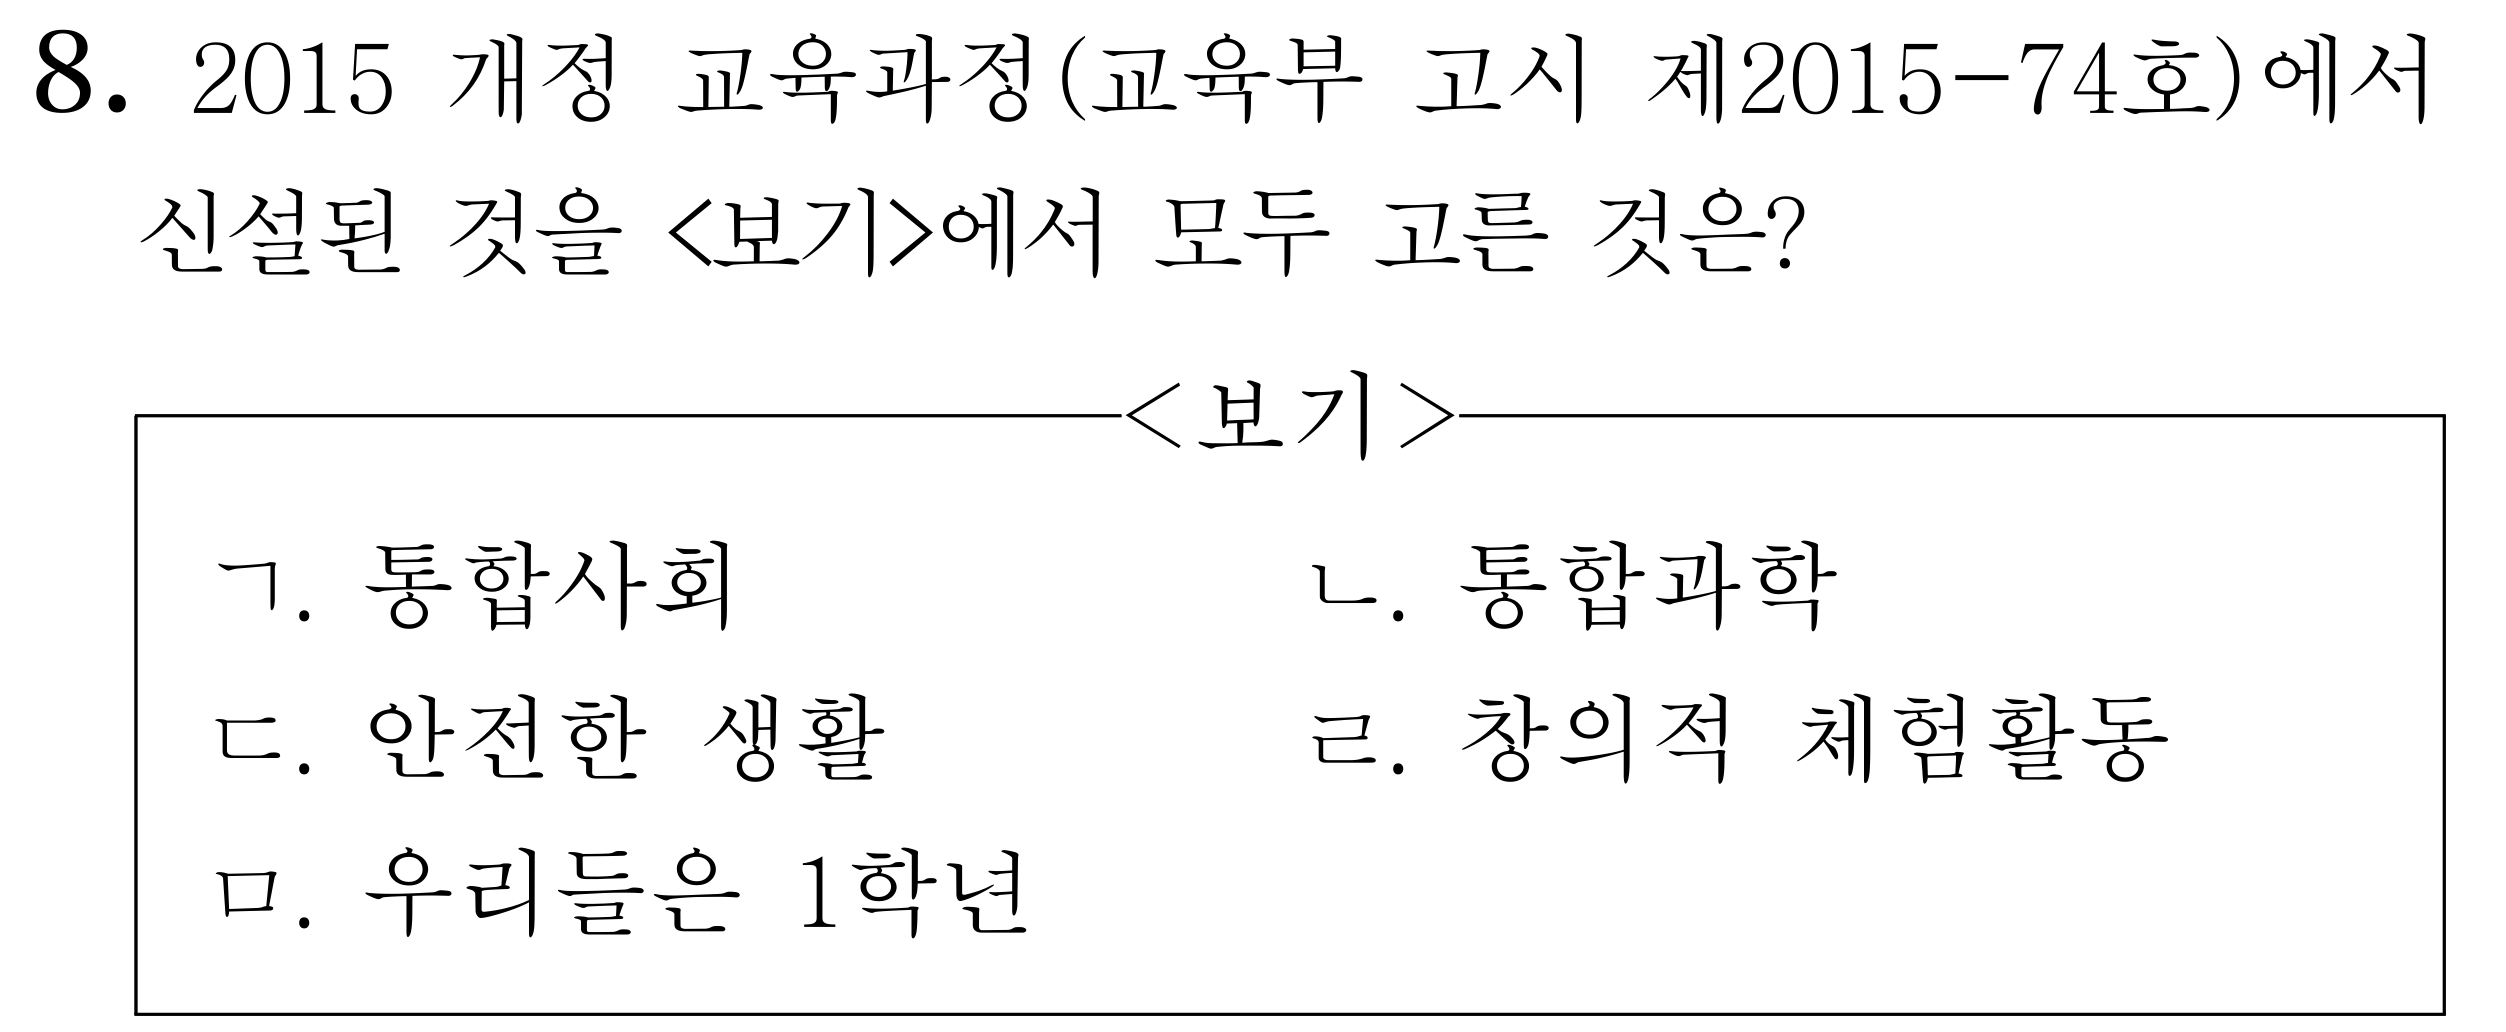 8. 2015 개정 교육과정(교육부 고시 제2015-74호)에서
신설된 것을 <보기>에서 모두 고른 것은?
<보기>
ㄱ. 통합사회
ㄴ. 통합과학
ㄷ. 안전한 생활
ㄹ. 창의적 체험활동
ㅁ. 우리들은 1학년